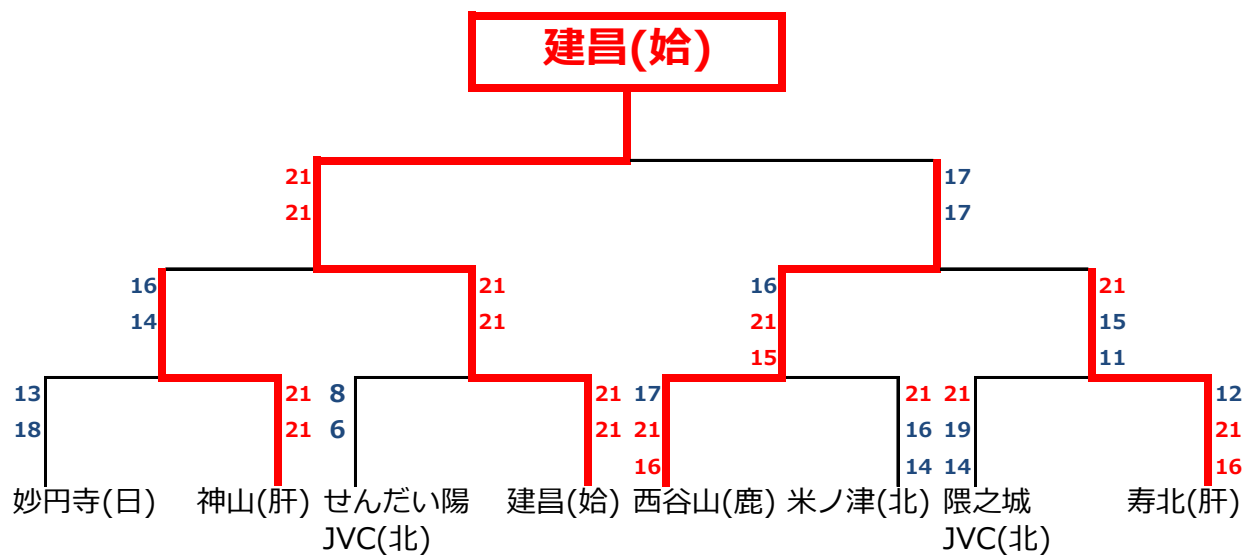 建昌(姶)
21 17
21 17
16 21 16 21
14 21 21 15
15 11
13 21 8 21 17 21 21 12
18 21 6 21 21 16 19 21
16 14 14 16
妙円寺(日) 神山(肝) せんだい陽 建昌(姶) 西谷山(鹿) 米ノ津(北) 隈之城 寿北(肝)
JVC(北) JVC(北)